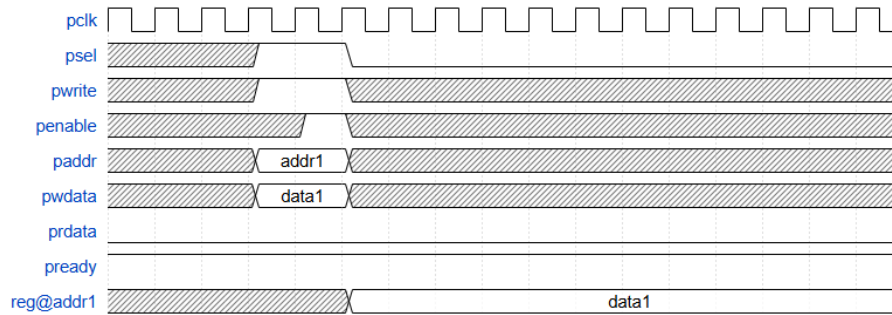 pclk
psel
pwrite
penable
paddr addr1
pwdata data1
prdata
pready
reg@addr1 data1